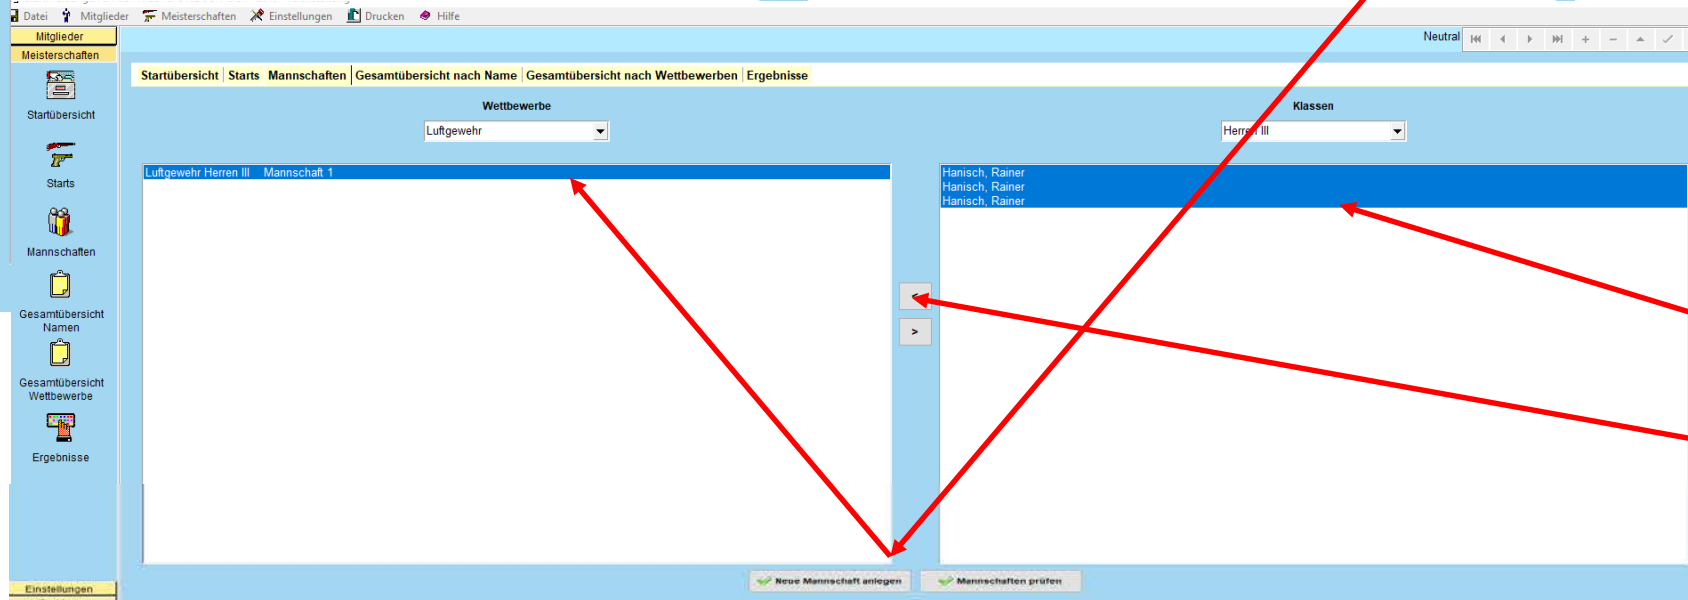 Datei Mitglieder Meisterschaften Einstellungen Drucken Hilfe
Mitglieder
Meisterschaften
Neutral
Startübersicht Starts Mannschaften Gesamtübersicht nach Name Gesamtübersicht nach Wettbewerben Ergebnisse
Wettbewerbe
Klassen
Luftgewehr
Herren III
Luftgewehr Herren III Mannschaft 1
Hanisch, Rainer
Hanisch, Rainer
Hanisch, Rainer
Startübersicht
Starts
Mannschaften
Gesamtübersicht
Namen
Gesamtübersicht
Wettbewerbe
Ergebnisse
<
>
Neue Mannschaft anlegen
Mannschaften prüfen
Einstellungen